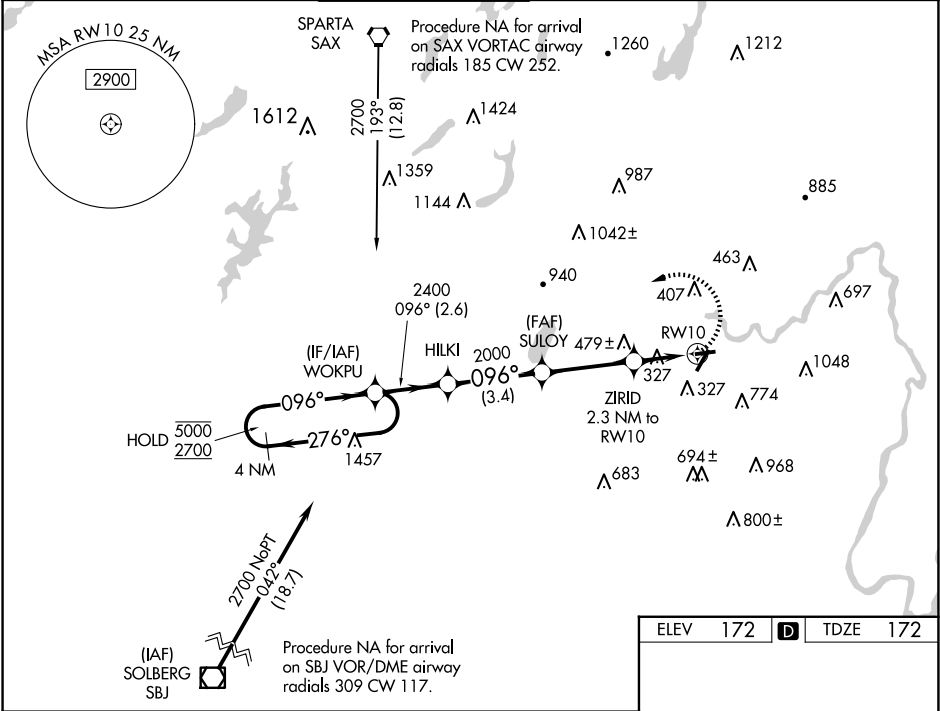 MSA RW10 25 NM
2900
SPARTA
SAX
Procedure NA for arrival
on SAX VORTAC airway
radials 185 CW 252.
1260
1212
1612
2700
193°
(12.8)
1424
1359
1144
987
885
1042±
463
940
407
697
2400
096° (2.6)
(IF/IAF)
WOKPU
HILKI
2000
096°
(3.4)
(FAF)
SULOY
479±
RW10
327
1048
096°
ZIRID
2.3 NM to
RW10
327
774
HOLD 5000
2700
276°
4 NM
1457
683
694±
968
800±
2700 NoPT
042°
(18.7)
(IAF)
SOLBERG
SBJ
Procedure NA for arrival
on SBJ VOR/DME airway
radials 309 CW 117.
ELEV 172 D TDZE 172